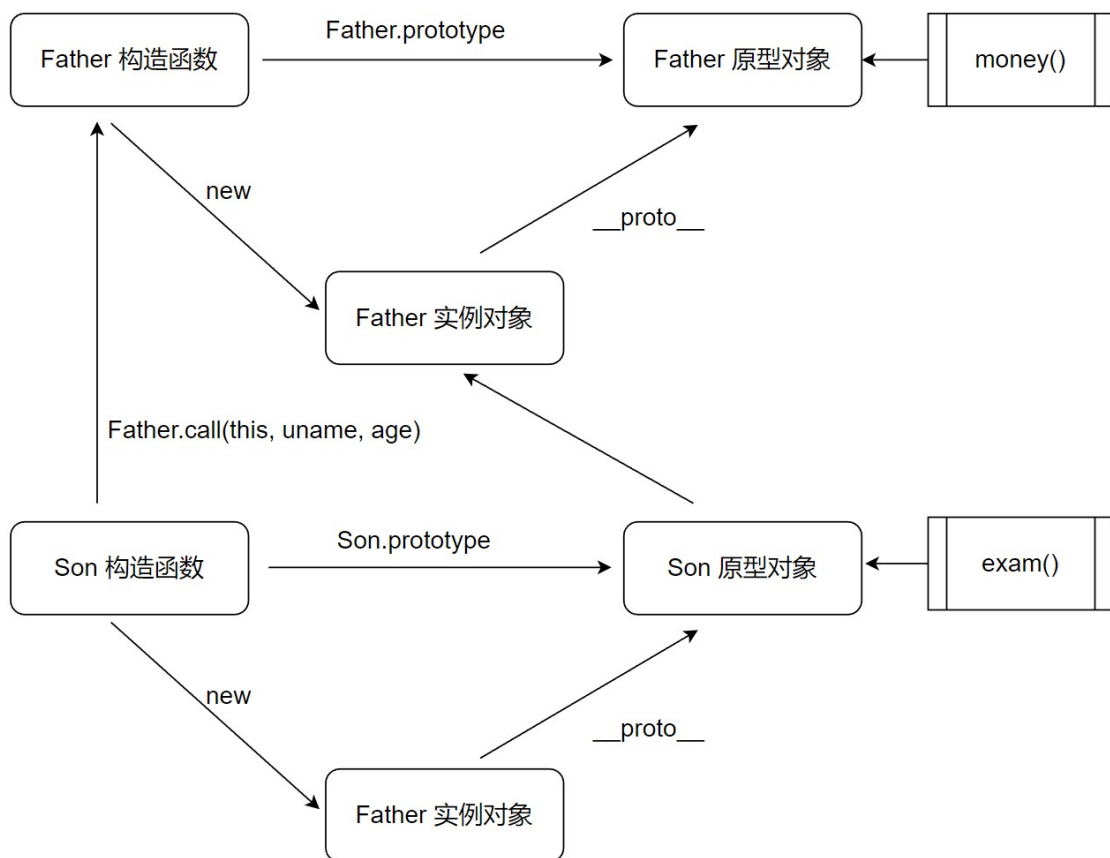 Father.prototype
Father 构造函数
Father 原型对象
money()
new
__proto__
Father 实例对象
Father.call(this, uname, age)
Son.prototype
Son 构造函数
Son 原型对象
exam()
new
__proto__
Father 实例对象